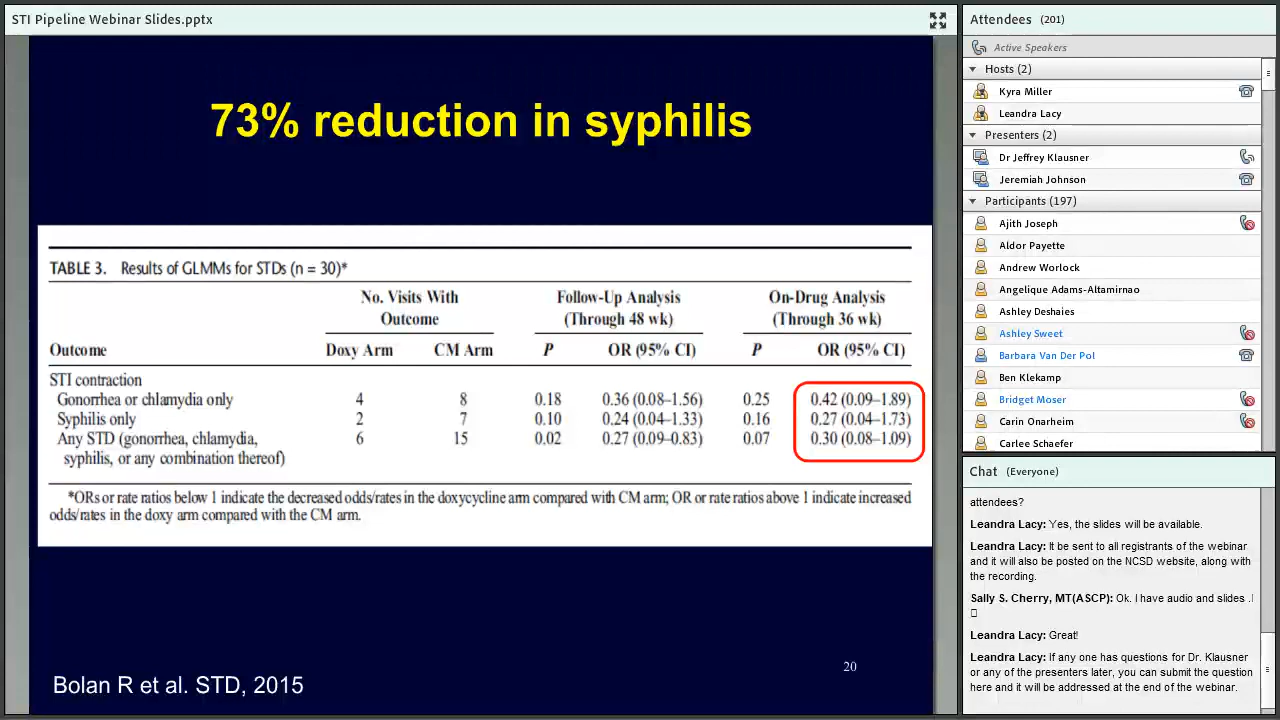 STI Pipeline Webinar Slides.pptx
73% reduction in syphilis
TABLE 3. Results of GLMMs for STDs (n = 30)*
No. Visits With Outcome Follow-Up Analysis (Through 48 wk) On-Drug Analysis (Through 36 wk)
Outcome Doxy Arm CM Arm P OR (95% CI) P OR (95% CI)
STI contraction
Gonorrhea or chlamydia only 4 8 0.18 0.36 (0.08–1.56) 0.25 0.42 (0.09–1.89)
Syphilis only 2 7 0.10 0.24 (0.04–1.33) 0.16 0.27 (0.04–1.73)
Any STD (gonorrhea, chlamydia, 6 15 0.02 0.27 (0.09–0.83) 0.07 0.30 (0.08–1.09)
syphilis, or any combination thereof)
*ORs or rate ratios below 1 indicate the decreased odds/rates in the doxycycline arm compared with CM arm; OR or rate ratios above 1 indicate increased
odds/rates in the doxy arm compared with the CM arm.
20
Bolan R et al. STD, 2015
Attendees (201)
Active Speakers
Hosts (2)
Kyra Miller
Leandra Lacy
Presenters (2)
Dr Jeffrey Klausner
Jeremiah Johnson
Participants (197)
Ajith Joseph
Aldor Payette
Andrew Worlock
Angelique Adams-Altamirnao
Ashley Deshaies
Ashley Sweet
Barbara Van Der Pol
Ben Klekamp
Bridget Moser
Carin Onarheim
Carlee Schaefer
Chat (Everyone)
attendees?
Leandra Lacy: Yes, the slides will be available.
Leandra Lacy: It be sent to all registrants of the webinar
and it will also be posted on the NCSD website, along with
the recording.
Sally S. Cherry, MT(ASCP): Ok. I have audio and slides .I
Leandra Lacy: Great!
Leandra Lacy: If any one has questions for Dr. Klausner
or any of the presenters later, you can submit the question
here and it will be addressed at the end of the webinar.